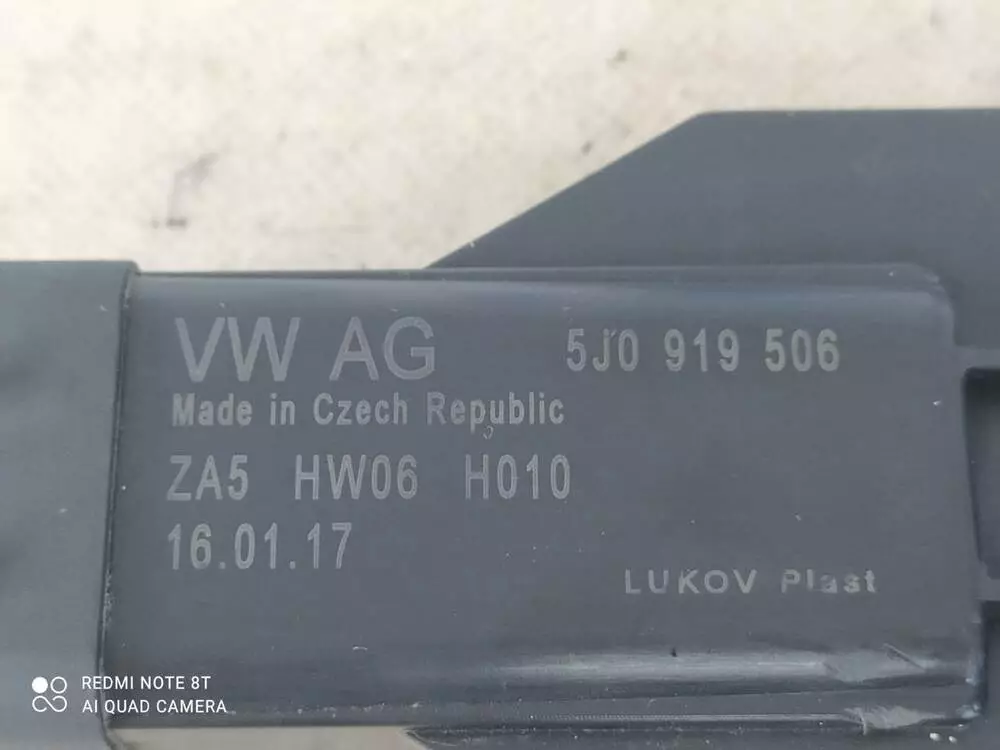 VW AG 5J0 919 506
Made in Czech Republic
ZA5 HW06 H010
16.01.17
LUKOV Plast
REDMI NOTE 8T
AI QUAD CAMERA